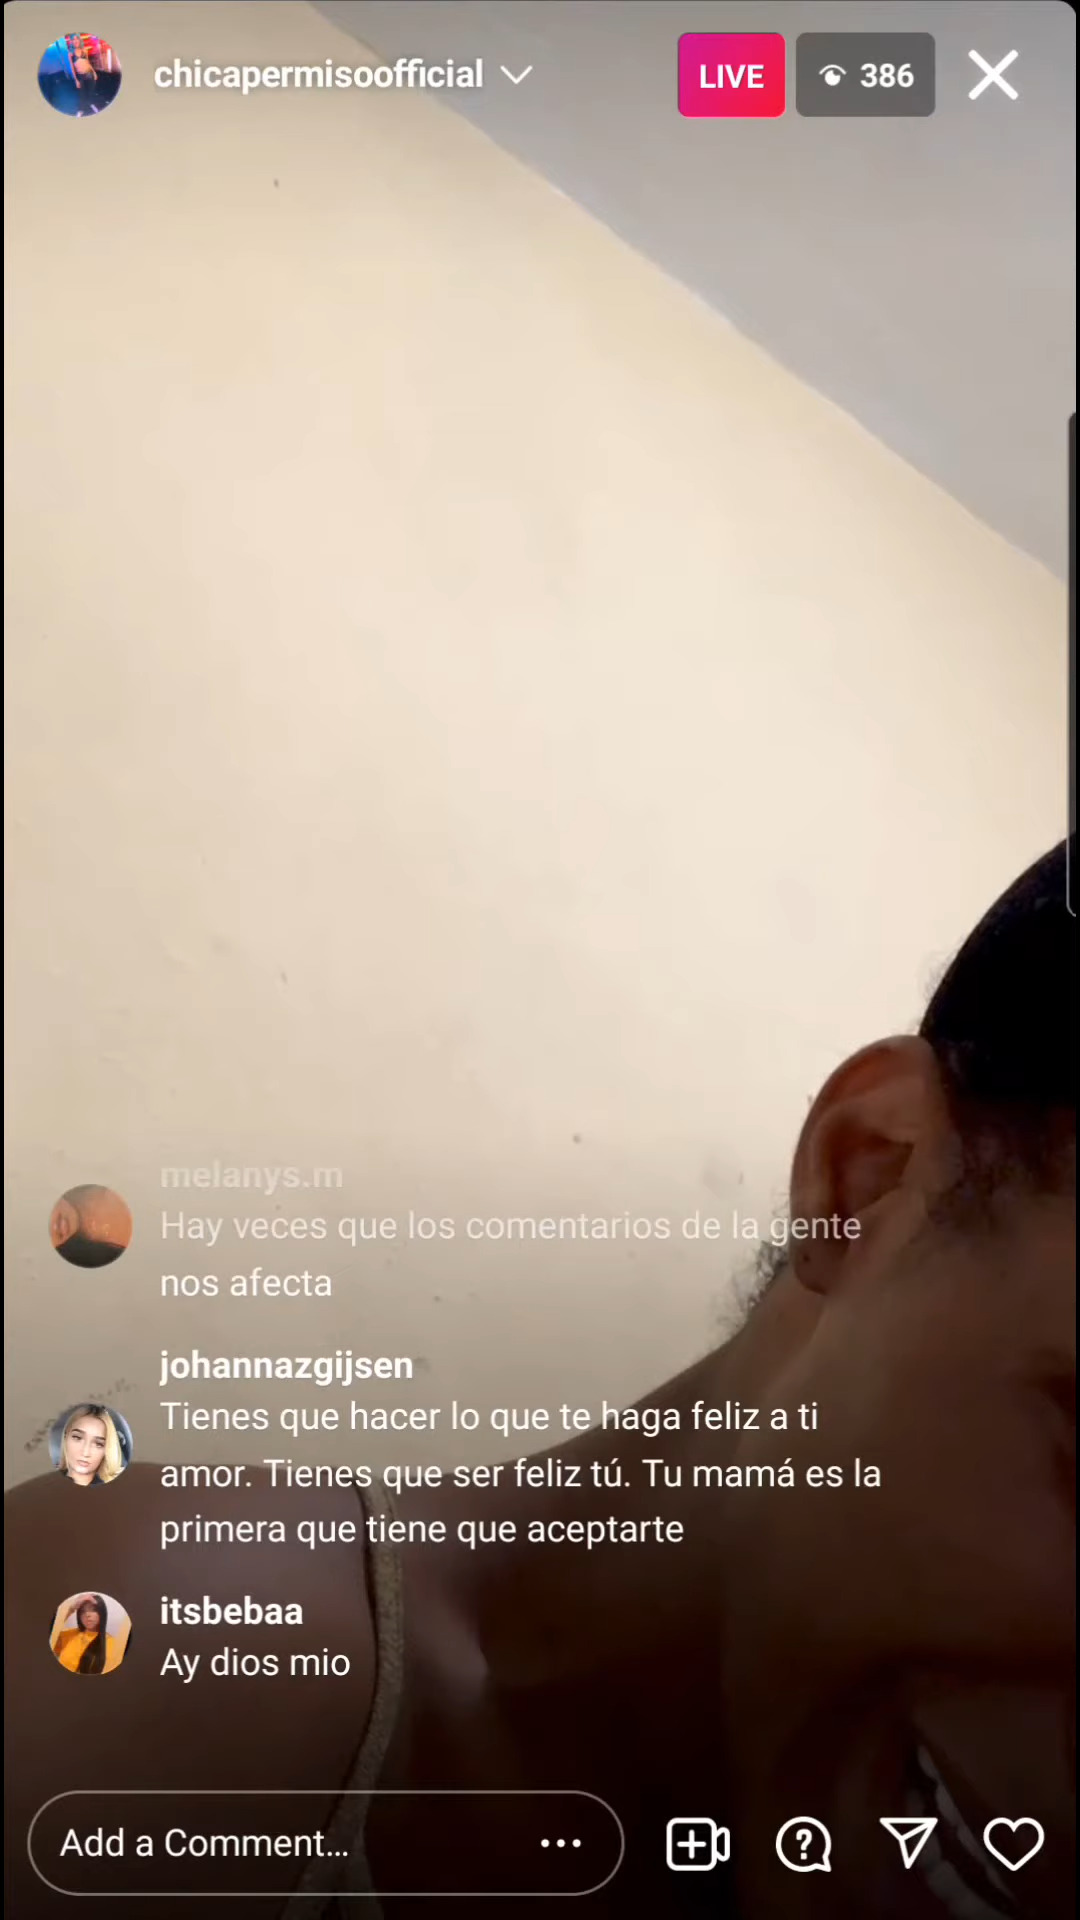 chicapermisoofficial
LIVE
386
melanys.m
Hay veces que los comentarios de la gente
nos afecta
johannazgijsen
Tienes que hacer lo que te haga feliz a ti
amor. Tienes que ser feliz tú. Tu mamá es la
primera que tiene que aceptarte
itsbebaa
Ay dios mio
Add a Comment...